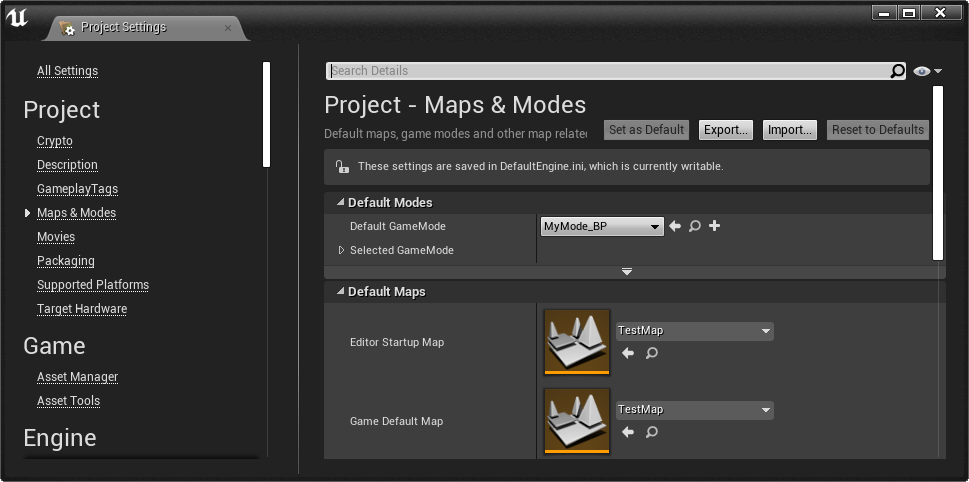 Project Settings
All Settings
Project
Crypto
Description
GameplayTags
Maps & Modes
Movies
Packaging
Supported Platforms
Target Hardware
Game
Asset Manager
Asset Tools
Engine
Search Details
Project - Maps & Modes
Default maps, game modes and other map relate
Set as Default
Export...
Import...
Reset to Defaults
These settings are saved in DefaultEngine.ini, which is currently writable.
Default Modes
Default GameMode
MyMode_BP
Selected GameMode
Default Maps
Editor Startup Map
TestMap
Game Default Map
TestMap